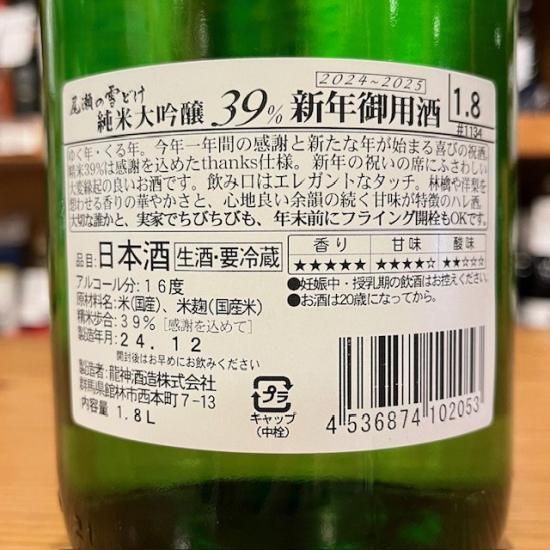 2024～2025
尾瀬の雪どけ
純米大吟醸 39% 新年御用酒 1.8
#1134
ゆく年・くる年。今年一年間の感謝と新たな年が始まる喜びの祝酒。
精米39%は感謝を込めたthanks仕様。新年の祝いの席にふさわしい
大変縁起の良いお酒です。飲み口はエレガントなタッチ。林檎や洋梨を
想わせる香りの華やかさと、心地良い余韻の続く甘味が特徴のハレ酒。
大切な誰かと、実家でちびちびも、年末前にフライング開栓もOKです。
品目:日本酒 生酒・要冷蔵
香り 甘味 酸味
★★★★★ ★★★★☆ ★★☆☆☆
アルコール分:16度
原材料名:米(国産)、米麹(国産米)
精米歩合:39% [感謝を込めて]
製造年月:24.12
開封後はお早めにお飲みください
製造者:龍神酒造株式会社
群馬県館林市西本町7-13
内容量:1.8L
●妊娠中・授乳期の飲酒はお控えください。
●お酒は20歳になってから。
プラ
キャップ
(中栓)
4 536874 102053